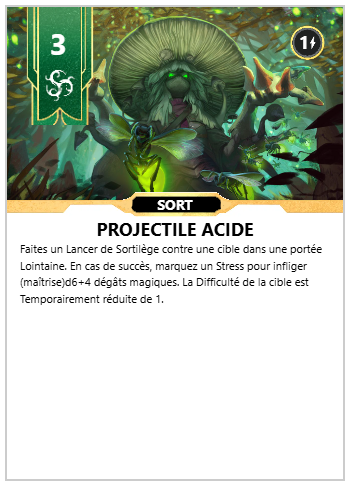 3
1
SORT
PROJECTILE ACIDE
Faites un Lancer de Sortilège contre une cible dans une portée
Lointaine. En cas de succès, marquez un Stress pour infliger
(maîtrise)d6+4 dégâts magiques. La Difficulté de la cible est
Temporairement réduite de 1.